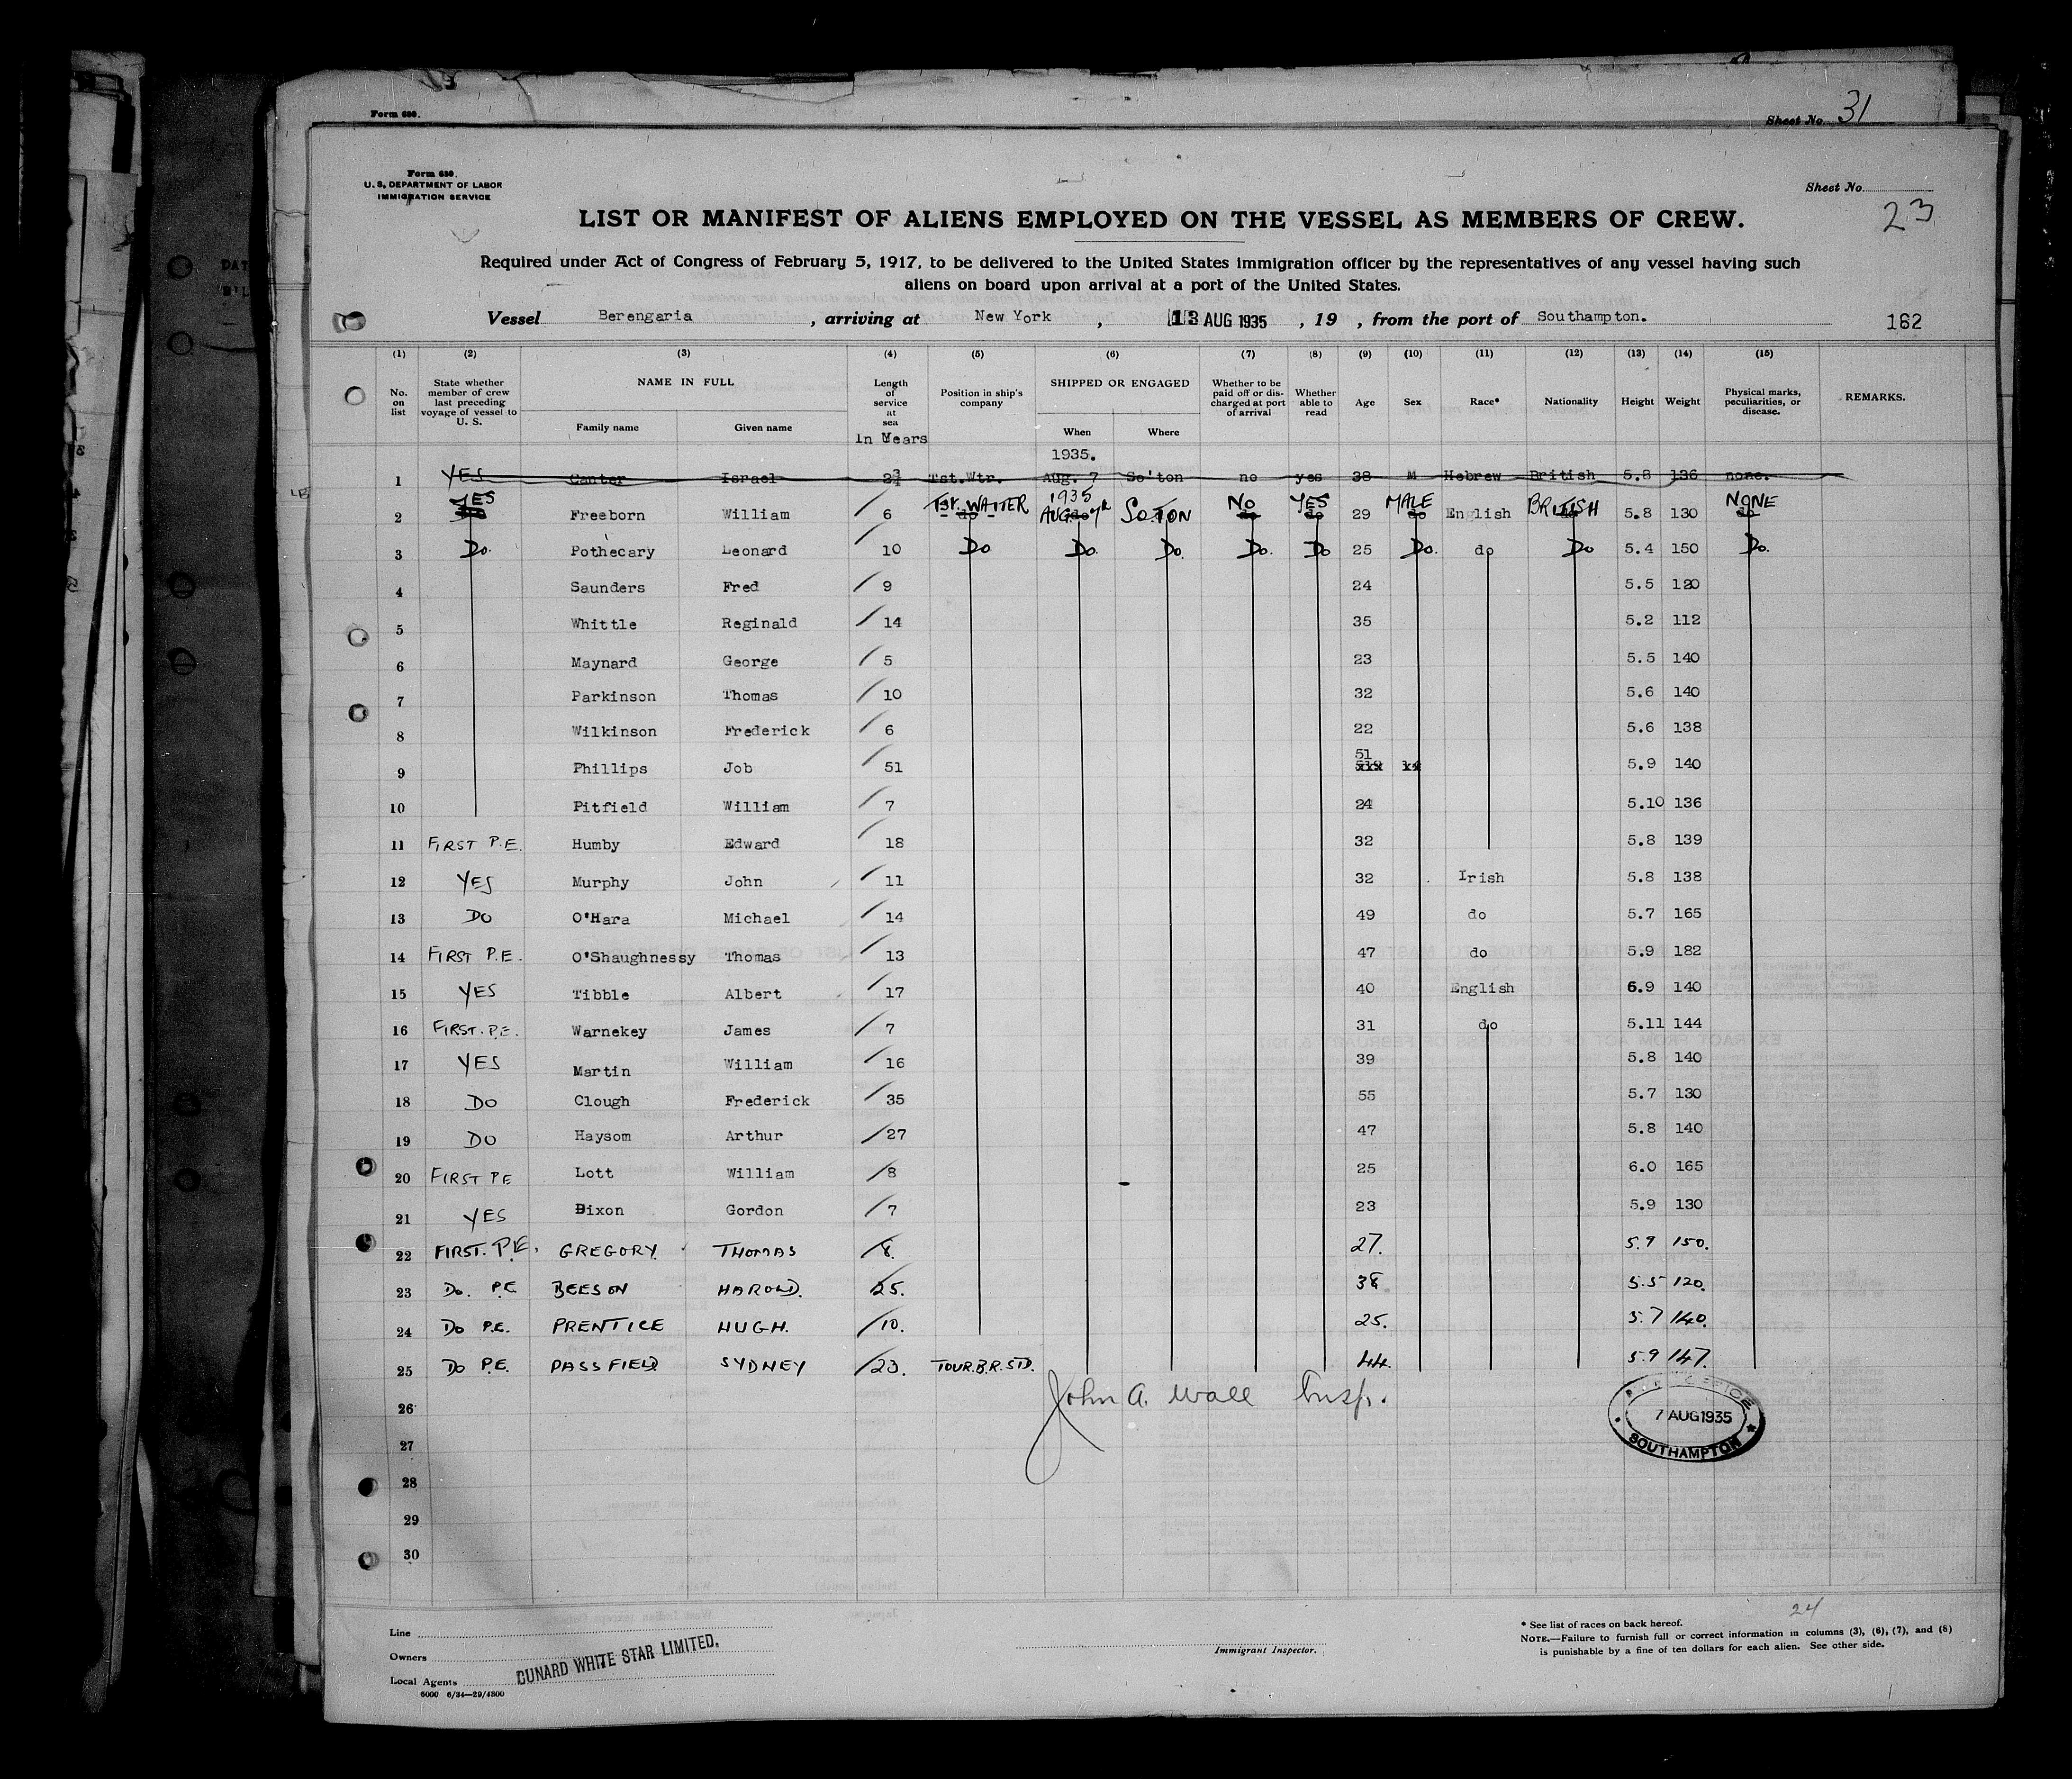 Form 630.
Sheet No. 31
Form 630.
U. S. DEPARTMENT OF LABOR
IMMIGRATION SERVICE
Sheet No.
23
LIST OR MANIFEST OF ALIENS EMPLOYED ON THE VESSEL AS MEMBERS OF CREW.
Required under Act of Congress of February 5, 1917, to be delivered to the United States immigration officer by the representatives of any vessel having such
aliens on board upon arrival at a port of the United States.
Vessel Berengaria, arriving at New York, 13 AUG 1935, 19 , from the port of Southampton.
162
(1) (2) (3) (4) (5) (6) (7) (8) (9) (10) (11) (12) (13) (14) (15)
No. on list State whether member of crew last preceding voyage of vessel to U. S. NAME IN FULL Family name Given name Length of service at sea in Years Position in ship's company SHIPPED OR ENGAGED When Where Whether to be paid off or discharged at port of arrival Whether able to read Age Sex Race* Nationality Height Weight Physical marks, peculiarities, or disease. REMARKS.
1935.
1 YES Canter Israel 2¾ Tst.Wtr. Aug. 7 So'ton no yes 38 M Hebrew British 5.8 136 none.
2 YES Freeborn William 6 TST. WAITER 1935 AUG 7th SO.TON NO YES 29 MALE English BRITISH 5.8 130 NONE
3 Do. Pothecary Leonard 10 Do Do. Do. Do. Do 25 Do. do Do 5.4 150 Do.
4 Saunders Fred 9 24 5.5 120
5 Whittle Reginald 14 35 5.2 112
6 Maynard George 5 23 5.5 140
7 Parkinson Thomas 10 32 5.6 140
8 Wilkinson Frederick 6 22 5.6 138
9 Phillips Job 51 51 5.9 140
10 Pitfield William 7 24 5.10 136
11 FIRST P.E. Humby Edward 18 32 5.8 139
12 YES Murphy John 11 32 Irish 5.8 138
13 DO O'Hara Michael 14 49 do 5.7 165
14 FIRST P.E. O'Shaughnessy Thomas 13 47 do 5.9 182
15 YES Tibble Albert 17 40 English 6.9 140
16 FIRST. P.E. Warnekey James 7 31 do 5.11 144
17 YES Martin William 16 39 5.8 140
18 DO Clough Frederick 35 55 5.7 130
19 DO Haysom Arthur 27 47 5.8 140
20 FIRST PE Lott William 8 25 6.0 165
21 YES Dixon Gordon 7 23 5.9 130
22 FIRST. P.E. GREGORY THOMAS 8. 27. 5.9 150.
23 Do. P.E BEESON HAROLD. 25. 38. 5.5 120.
24 Do P.E. PRENTICE HUGH. 10. 25. 5.7 140.
25 Do P.E. PASSFIELD SYDNEY 23. TOUR.B.R.STD. 44. 5.9 147.
26
John A. Wall Insp.
7 AUG 1935
SOUTHAMPTON
27
28
29
30
24
Line
Owners
Local Agents
CUNARD WHITE STAR LIMITED.
6000 6/34—29/4300
Immigrant Inspector.
* See list of races on back hereof.
NOTE.—Failure to furnish full or correct information in columns (3), (6), (7), and (8)
is punishable by a fine of ten dollars for each alien. See other side.